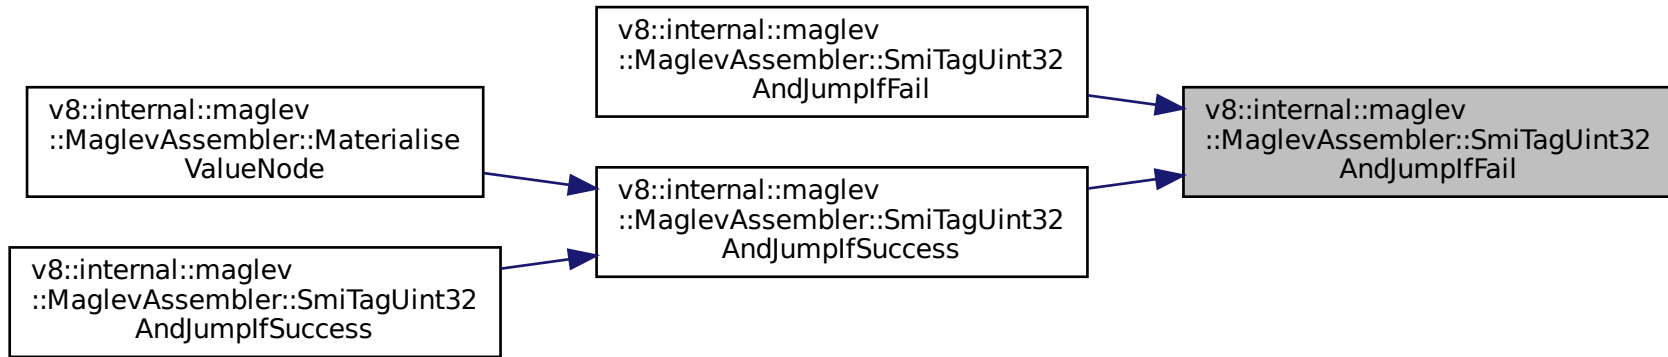 v8::internal::maglev
::MaglevAssembler::SmiTagUint32
AndJumpIfFail
v8::internal::maglev
::MaglevAssembler::Materialise
ValueNode
v8::internal::maglev
::MaglevAssembler::SmiTagUint32
AndJumpIfFail
v8::internal::maglev
::MaglevAssembler::SmiTagUint32
AndJumpIfSuccess
v8::internal::maglev
::MaglevAssembler::SmiTagUint32
AndJumpIfSuccess